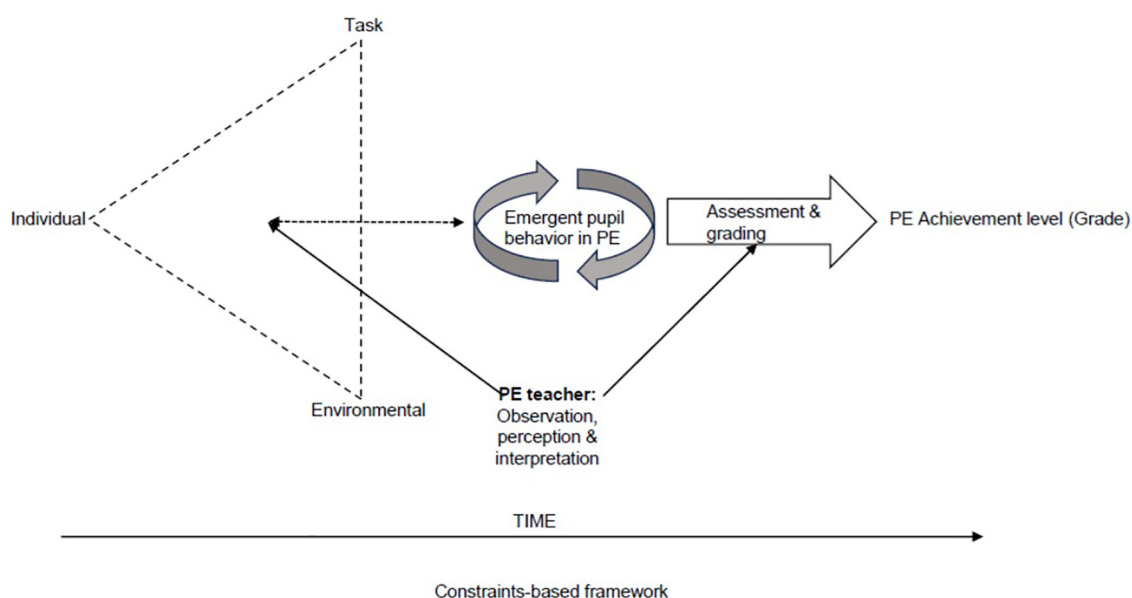 Task
Individual
Emergent pupil
behavior in PE
Assessment &
grading
PE Achievement level (Grade)
Environmental
PE teacher:
Observation,
perception &
interpretation
TIME
Constraints-based framework